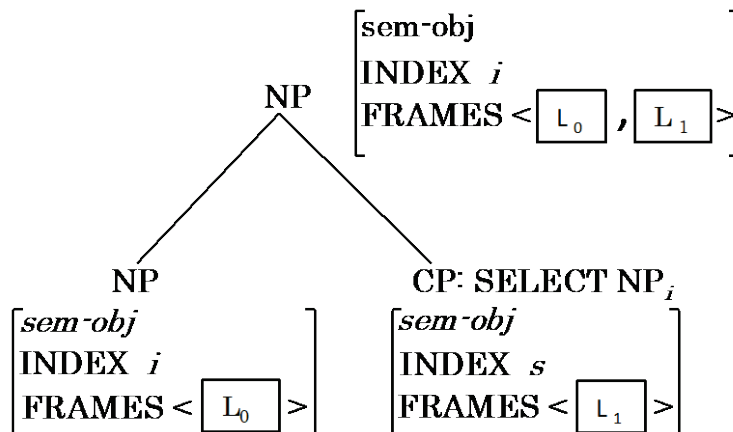 sem-obj
INDEX i
NP
FRAMES < L₀ , L₁ >
NP
CP: SELECT NPᵢ
sem-obj
INDEX i
FRAMES < L₀ >
sem-obj
INDEX s
FRAMES < L₁ >